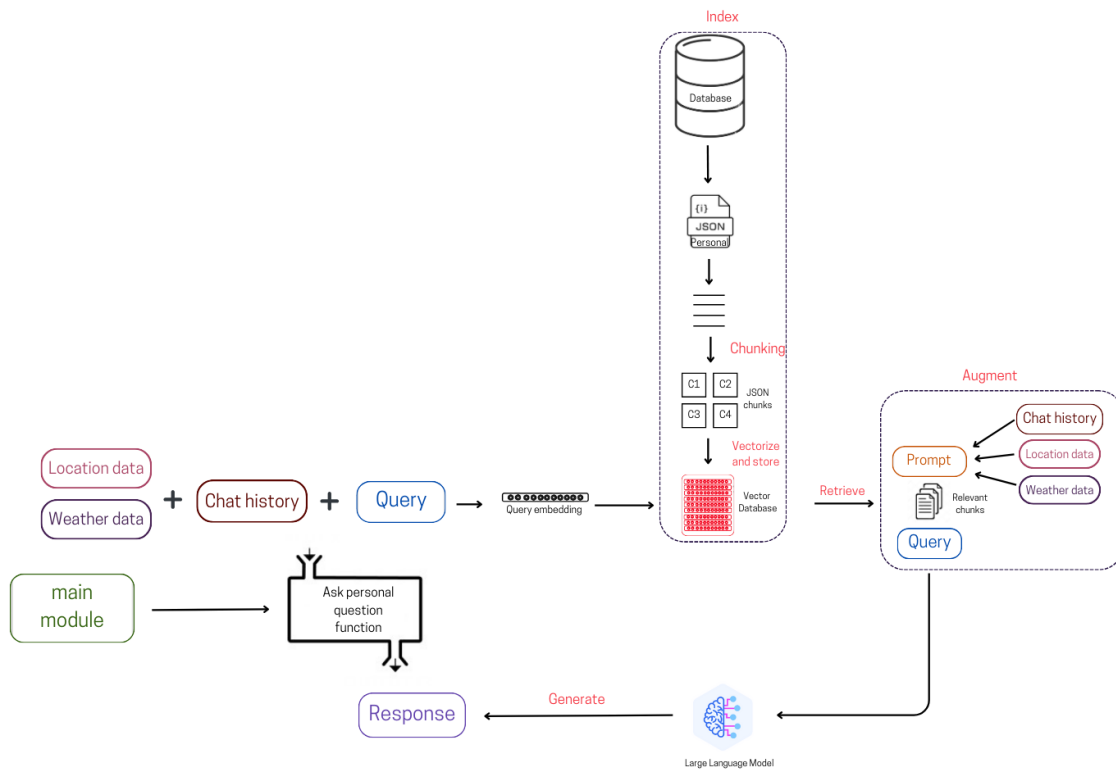 Index
Database
{i}
JSON
Personal
Chunking
C1
C2
C3
C4
JSON
chunks
Vectorize
and store
Vector
Database
Location data
Weather data
+
Chat history
+
Query
Query embedding
Retrieve
Augment
Chat history
Prompt
Location data
Weather data
Relevant
chunks
Query
main
module
Ask personal
question
function
Response
Generate
Large Language Model